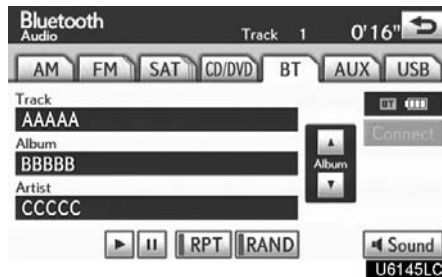 Bluetooth
Audio Track 1 0'16"
AM FM SAT CD/DVD BT AUX USB
Track
AAAAA
BT
Connect
Album
BBBBB
Album
Artist
CCCCC
RPT RAND Sound
U6145LC